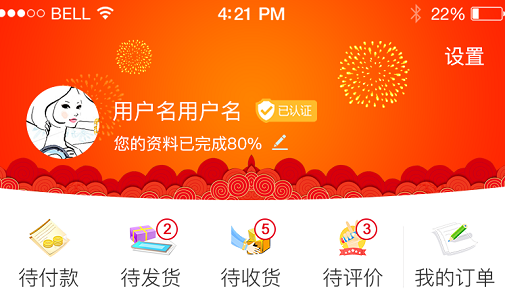 BELL 4:21 PM 22%
设置
用户名用户名 已认证
您的资料已完成80%
2 5 3
待付款 待发货 待收货 待评价 我的订单